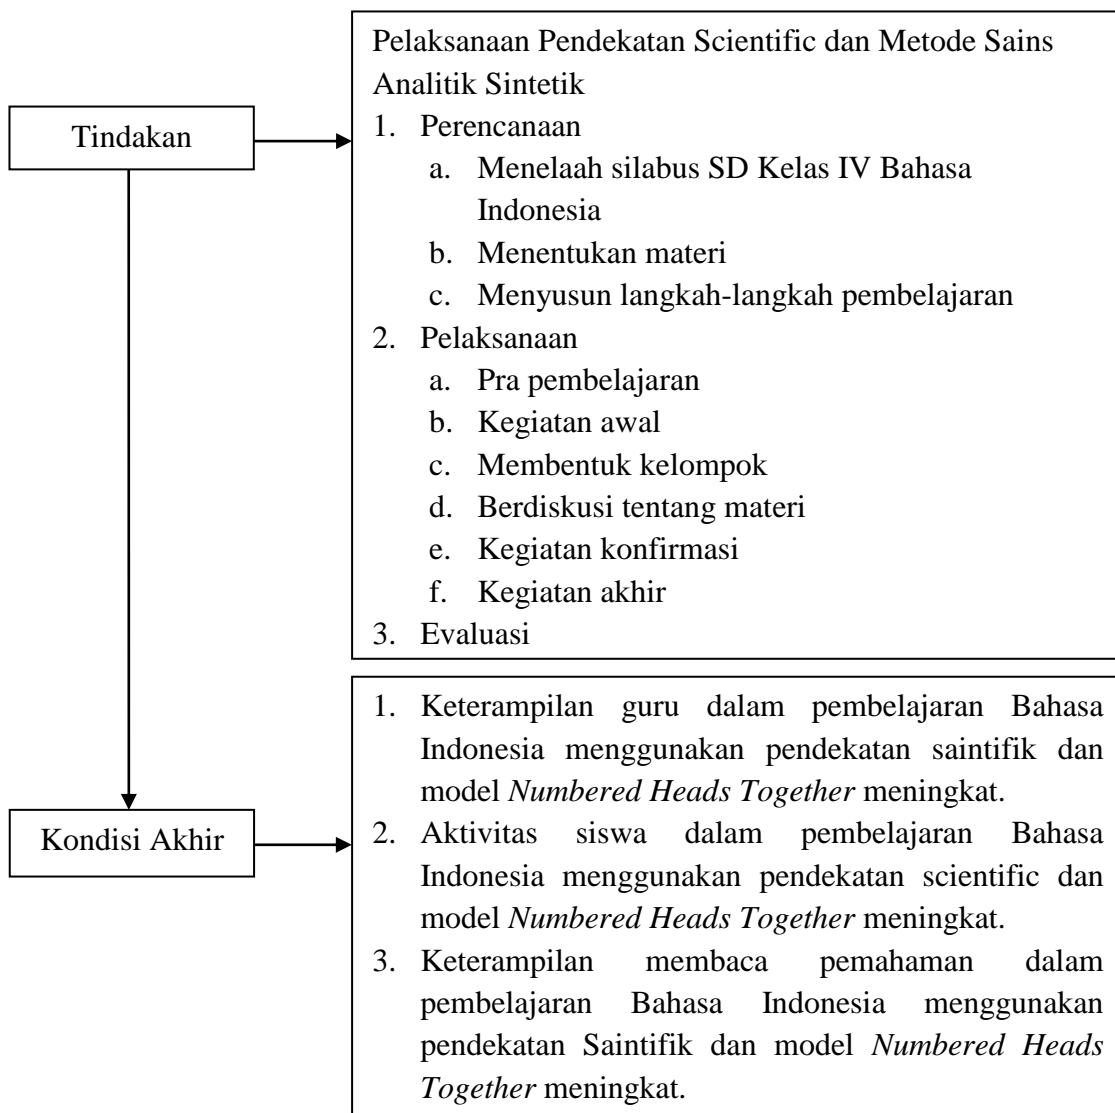 Tindakan
Pelaksanaan Pendekatan Scientific dan Metode Sains
Analitik Sintetik
1. Perencanaan
a. Menelaah silabus SD Kelas IV Bahasa
Indonesia
b. Menentukan materi
c. Menyusun langkah-langkah pembelajaran
2. Pelaksanaan
a. Pra pembelajaran
b. Kegiatan awal
c. Membentuk kelompok
d. Berdiskusi tentang materi
e. Kegiatan konfirmasi
f. Kegiatan akhir
3. Evaluasi
Kondisi Akhir
1. Keterampilan guru dalam pembelajaran Bahasa
Indonesia menggunakan pendekatan saintifik dan
model Numbered Heads Together meningkat.
2. Aktivitas siswa dalam pembelajaran Bahasa
Indonesia menggunakan pendekatan scientific dan
model Numbered Heads Together meningkat.
3. Keterampilan membaca pemahaman dalam
pembelajaran Bahasa Indonesia menggunakan
pendekatan Saintifik dan model Numbered Heads
Together meningkat.